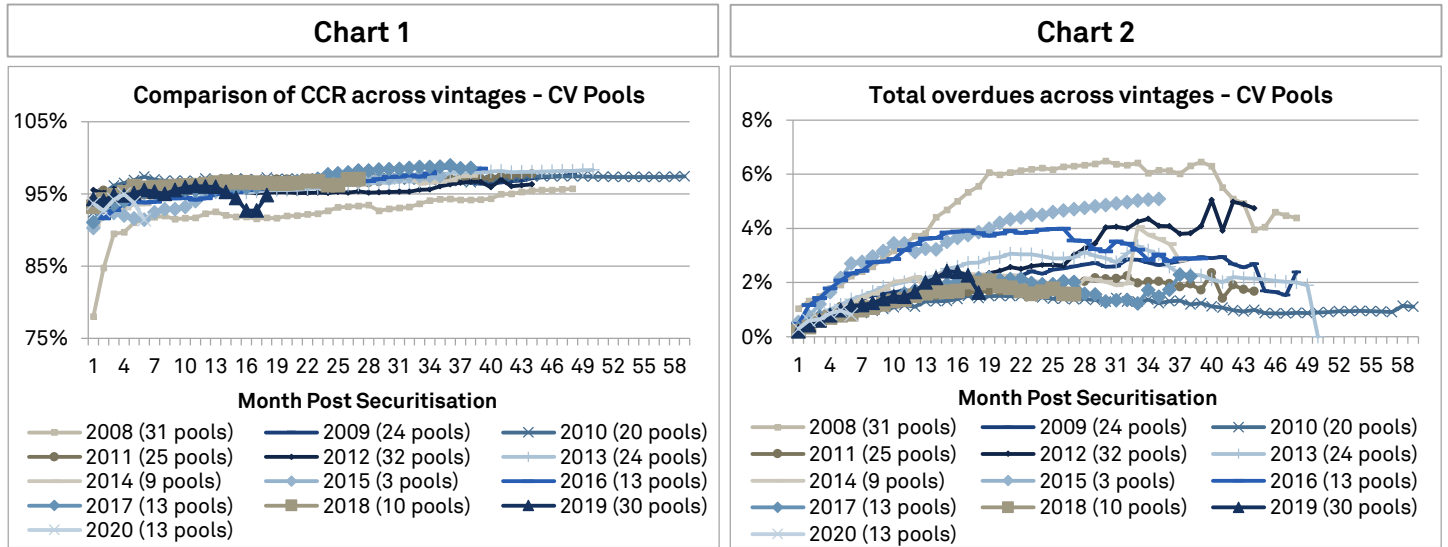 Chart 1
Comparison of CCR across vintages - CV Pools
105%
95%
85%
75%
1 4 7 10 13 16 19 22 25 28 31 34 37 40 43 46 49 52 55 58
Month Post Securitisation
2008 (31 pools) 2009 (24 pools) 2010 (20 pools)
2011 (25 pools) 2012 (32 pools) 2013 (24 pools)
2014 (9 pools) 2015 (3 pools) 2016 (13 pools)
2017 (13 pools) 2018 (10 pools) 2019 (30 pools)
2020 (13 pools)
Chart 2
Total overdues across vintages - CV Pools
8%
6%
4%
2%
0%
1 4 7 10 13 16 19 22 25 28 31 34 37 40 43 46 49 52 55 58
Month Post Securitisation
2008 (31 pools) 2009 (24 pools) 2010 (20 pools)
2011 (25 pools) 2012 (32 pools) 2013 (24 pools)
2014 (9 pools) 2015 (3 pools) 2016 (13 pools)
2017 (13 pools) 2018 (10 pools) 2019 (30 pools)
2020 (13 pools)